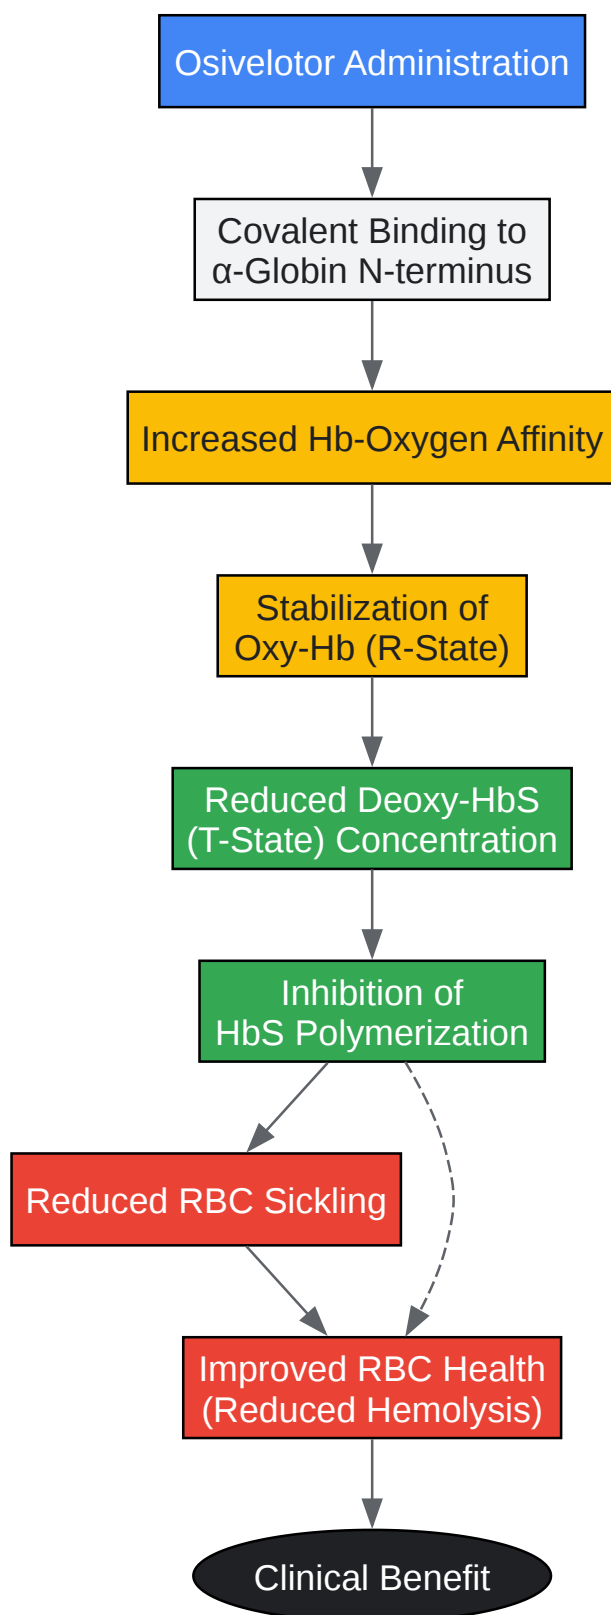 Osivelotor Administration
Covalent Binding to
α-Globin N-terminus
Increased Hb-Oxygen Affinity
Stabilization of
Oxy-Hb (R-State)
Reduced Deoxy-HbS
(T-State) Concentration
Inhibition of
HbS Polymerization
Reduced RBC Sickling
Improved RBC Health
(Reduced Hemolysis)
Clinical Benefit